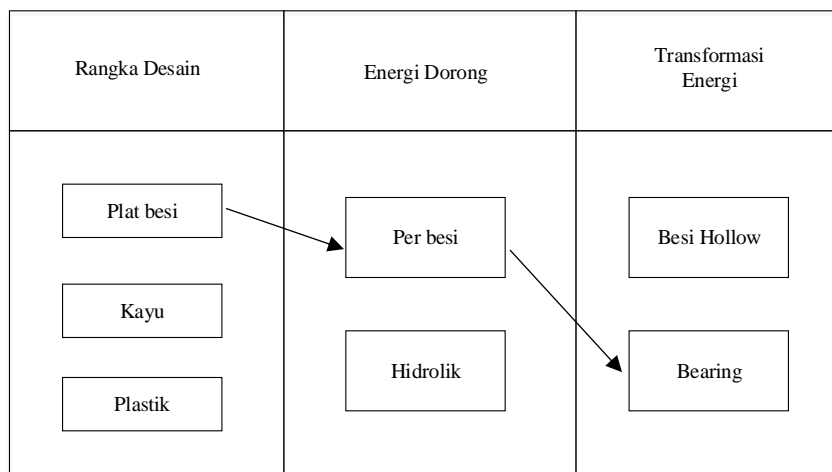 Rangka Desain
Energi Dorong
Transformasi
Energi
Plat besi
Kayu
Plastik
Per besi
Hidrolik
Besi Hollow
Bearing